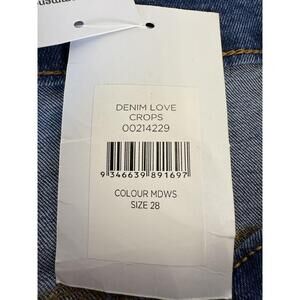 DENIM LOVE
CROPS
00214229
9 346639 891697
COLOUR MDWS
SIZE 28